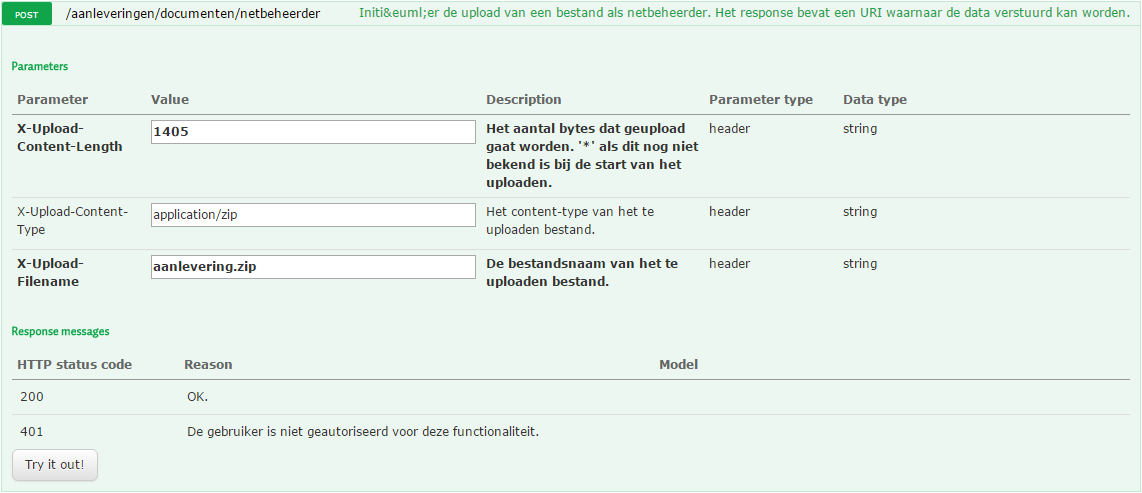 POST /aanleveringen/documenten/netbeheerder Initi&euml;er de upload van een bestand als netbeheerder. Het response bevat een URI waarnaar de data verstuurd kan worden.
Parameters
Parameter Value Description Parameter type Data type
X-Upload- 1405 Het aantal bytes dat geupload header string
Content-Length gaat worden. '*' als dit nog niet
bekend is bij de start van het
uploaden.
X-Upload-Content- application/zip Het content-type van het te header string
Type uploaden bestand.
X-Upload- aanlevering.zip De bestandsnaam van het te header string
Filename uploaden bestand.
Response messages
HTTP status code Reason Model
200 OK.
401 De gebruiker is niet geautoriseerd voor deze functionaliteit.
Try it out!